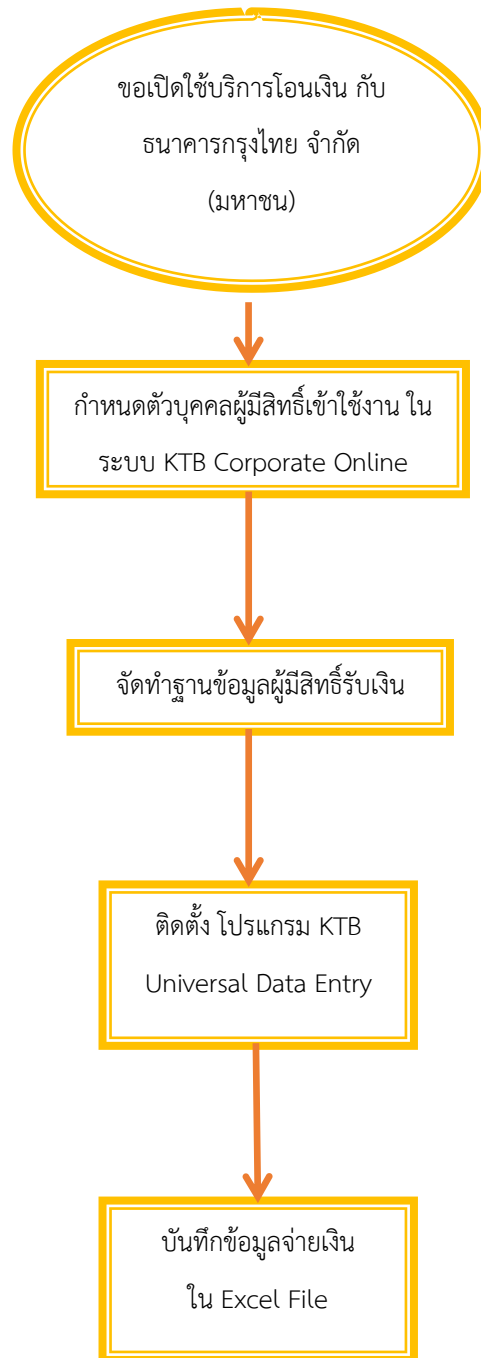 ขอเปิดใช้บริการโอนเงิน กับ
ธนาคารกรุงไทย จำกัด
(มหาชน)
กำหนดตัวบุคคลผู้มีสิทธิ์เข้าใช้งาน ใน
ระบบ KTB Corporate Online
จัดทำฐานข้อมูลผู้มีสิทธิ์รับเงิน
ติดตั้ง โปรแกรม KTB
Universal Data Entry
บันทึกข้อมูลจ่ายเงิน
ใน Excel File